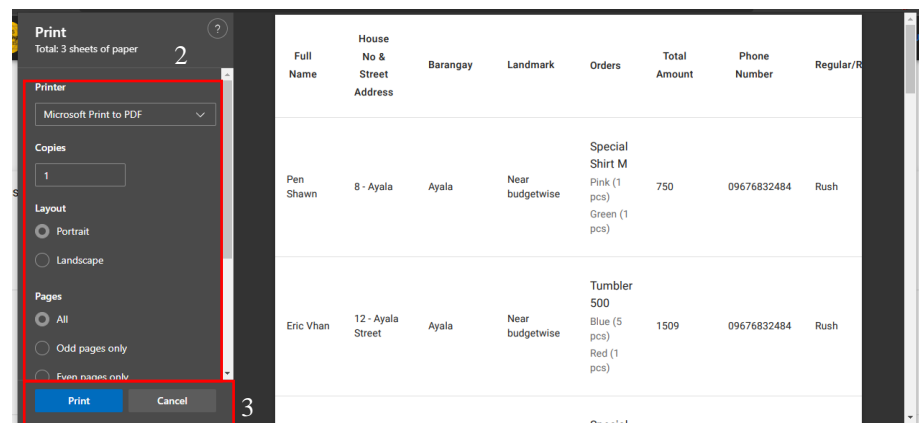 Print
?
Total: 3 sheets of paper
2
Printer
Microsoft Print to PDF
Copies
1
Layout
Portrait
Landscape
Pages
All
Odd pages only
Even pages only
Print Cancel
3
Full Name House No & Street Address Barangay Landmark Orders Total Amount Phone Number Regular/R
Pen Shawn 8 - Ayala Ayala Near budgetwise Special Shirt M Pink (1 pcs) Green (1 pcs) 750 09676832484 Rush
Eric Vhan 12 - Ayala Street Ayala Near budgetwise Tumbler 500 Blue (5 pcs) Red (1 pcs) 1509 09676832484 Rush